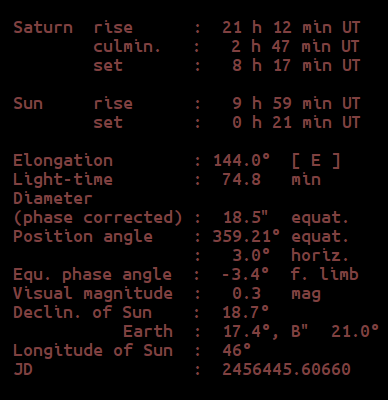 Saturn rise : 21 h 12 min UT
culmin. : 2 h 47 min UT
set : 8 h 17 min UT
Sun rise : 9 h 59 min UT
set : 0 h 21 min UT
Elongation : 144.0° [ E ]
Light-time : 74.8 min
Diameter
(phase corrected) : 18.5" equat.
Position angle : 359.21° equat.
: 3.0° horiz.
Equ. phase angle : -3.4° f. limb
Visual magnitude : 0.3 mag
Declin. of Sun : 18.7°
Earth : 17.4°, B" 21.0°
Longitude of Sun : 46°
JD : 2456445.60660